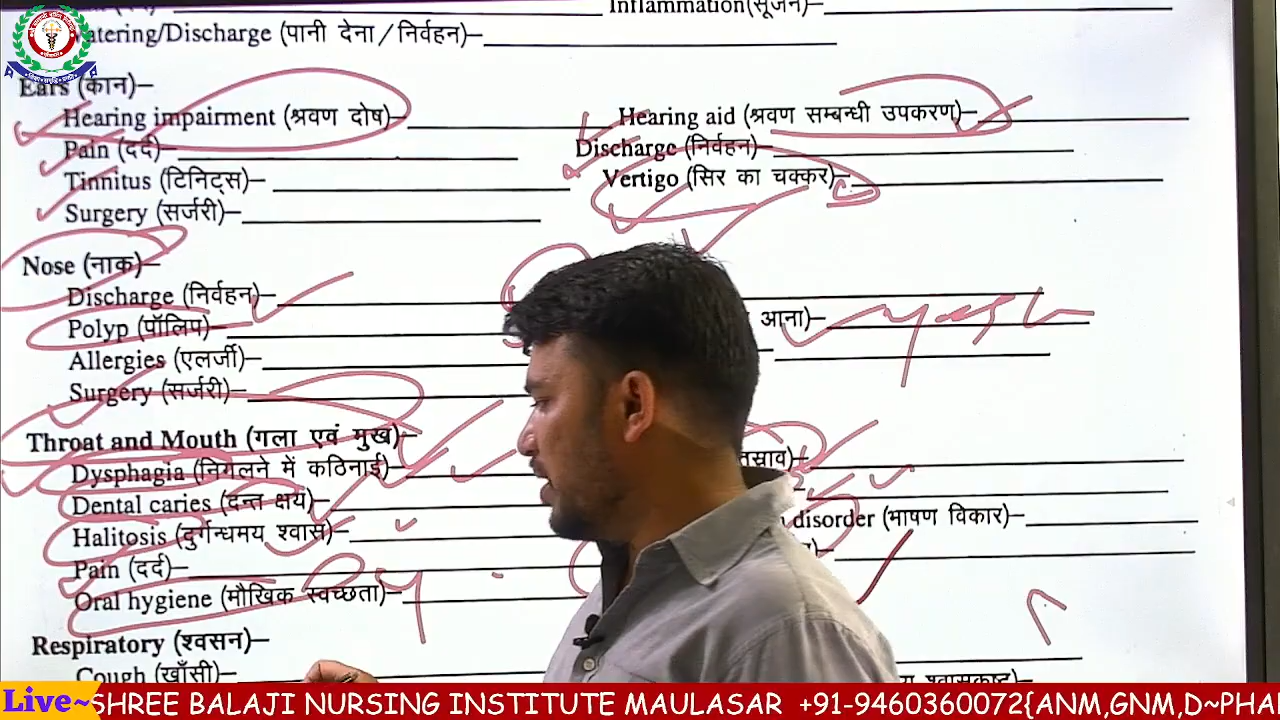 Inflammation(सूजन)–
Watering/Discharge (पानी देना/निर्वहन)–
Ears (कान)–
Hearing impairment (श्रवण दोष)–
Hearing aid (श्रवण सम्बन्धी उपकरण)–
Pain (दर्द)–
Discharge (निर्वहन)–
Tinnitus (टिनिट्स)–
Vertigo (सिर का चक्कर)–
Surgery (सर्जरी)–
Nose (नाक)–
Discharge (निर्वहन)–
Polyp (पॉलिप)–
आना)–
Allergies (एलर्जी)–
Surgery (सर्जरी)–
Throat and Mouth (गला एवं मुख)–
Dysphagia (निगलने में कठिनाई)–
Dental caries (दन्त क्षय)–
Halitosis (दुर्गन्धमय श्वास)–
disorder (भाषण विकार)–
Pain (दर्द)–
Oral hygiene (मौखिक स्वच्छता)–
Respiratory (श्वसन)–
Cough (खाँसी)–
Live~ SHREE BALAJI NURSING INSTITUTE MAULASAR +91-9460360072{ANM,GNM,D~PHA